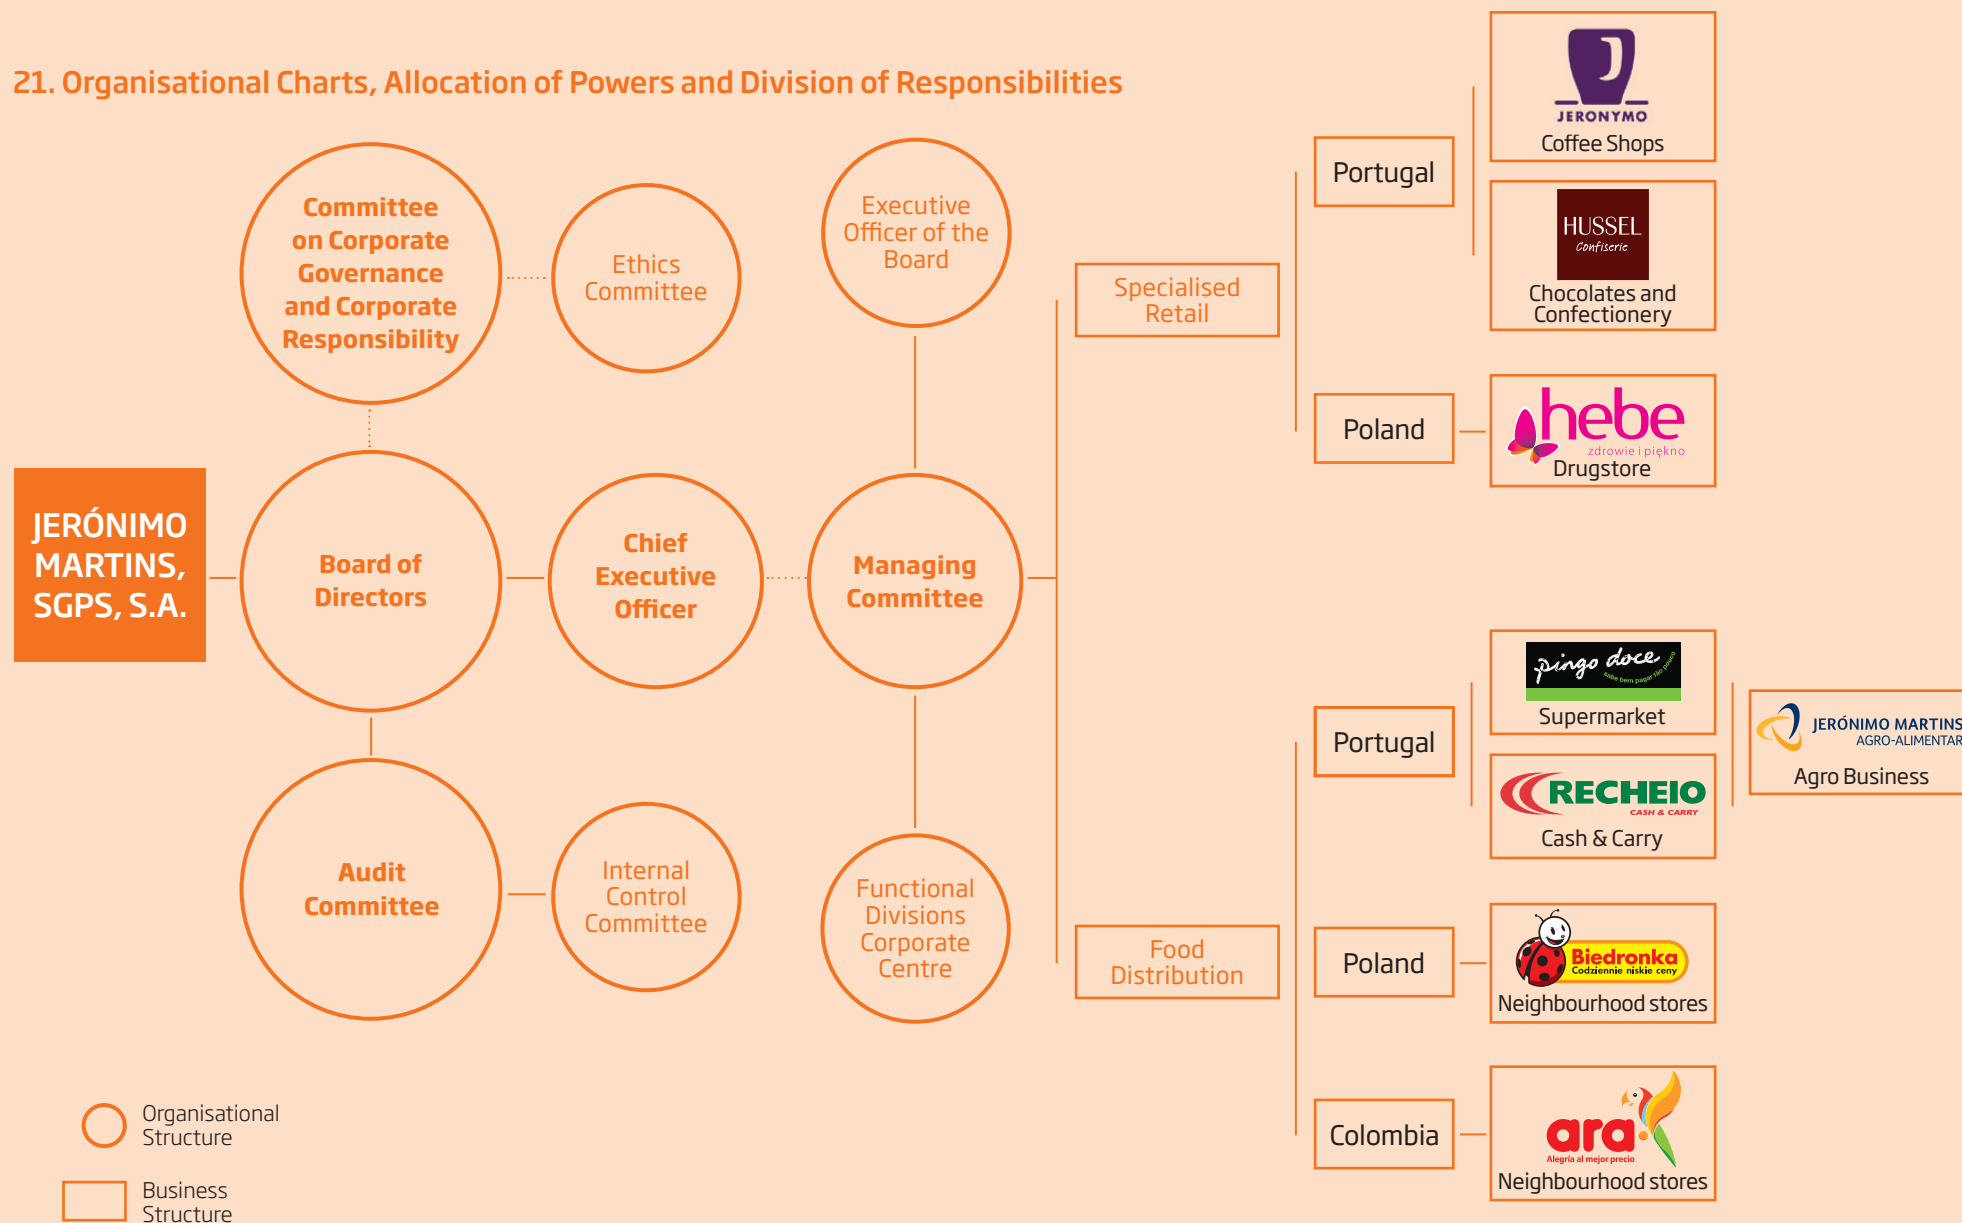 21. Organisational Charts, Allocation of Powers and Division of Responsibilities
JERÓNIMO
MARTINS,
SGPS, S.A.
Committee
on Corporate
Governance
and Corporate
Responsibility
Ethics
Committee
Board of
Directors
Chief
Executive
Officer
Audit
Committee
Internal
Control
Committee
Executive
Officer of the
Board
Managing
Committee
Functional
Divisions
Corporate
Centre
Specialised
Retail
Portugal
JERONYMO
Coffee Shops
HUSSEL
Confiserie
Chocolates and
Confectionery
Poland
hebe
zdrowie i piękno
Drugstore
Food
Distribution
Portugal
pingo doce
sabe bem pagar tão pouco
Supermarket
RECHEIO
CASH & CARRY
Cash & Carry
JERÓNIMO MARTINS
AGRO-ALIMENTAR
Agro Business
Poland
Biedronka
Codziennie niskie ceny
Neighbourhood stores
Colombia
ara
Alegría al mejor precio
Neighbourhood stores
Organisational
Structure
Business
Structure